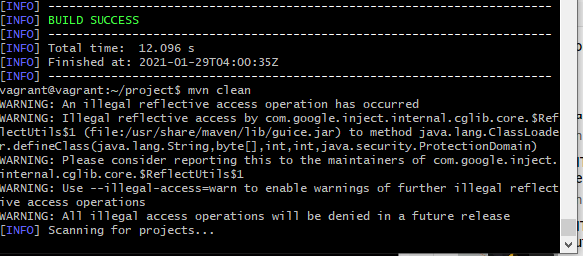 [INFO] ------------------------------------------------------------------------
[INFO] BUILD SUCCESS
[INFO] ------------------------------------------------------------------------
[INFO] Total time:  12.096 s
[INFO] Finished at: 2021-01-29T04:00:35Z
[INFO] ------------------------------------------------------------------------
vagrant@vagrant:~/project$ mvn clean
WARNING: An illegal reflective access operation has occurred
WARNING: Illegal reflective access by com.google.inject.internal.cglib.core.$Ref
lectUtils$1 (file:/usr/share/maven/lib/guice.jar) to method java.lang.ClassLoade
r.defineClass(java.lang.String,byte[],int,int,java.security.ProtectionDomain)
WARNING: Please consider reporting this to the maintainers of com.google.inject.
internal.cglib.core.$ReflectUtils$1
WARNING: Use --illegal-access=warn to enable warnings of further illegal reflect
ive access operations
WARNING: All illegal access operations will be denied in a future release
[INFO] Scanning for projects...